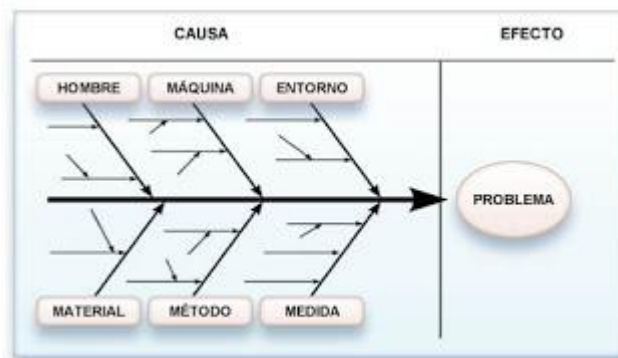 CAUSA
EFECTO
HOMBRE
MÁQUINA
ENTORNO
PROBLEMA
MATERIAL
MÉTODO
MEDIDA